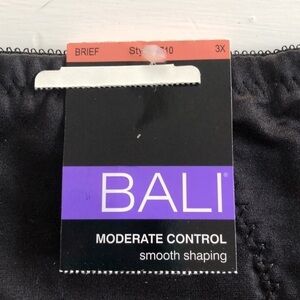 BRIEF 3X
BALI
MODERATE CONTROL
smooth shaping